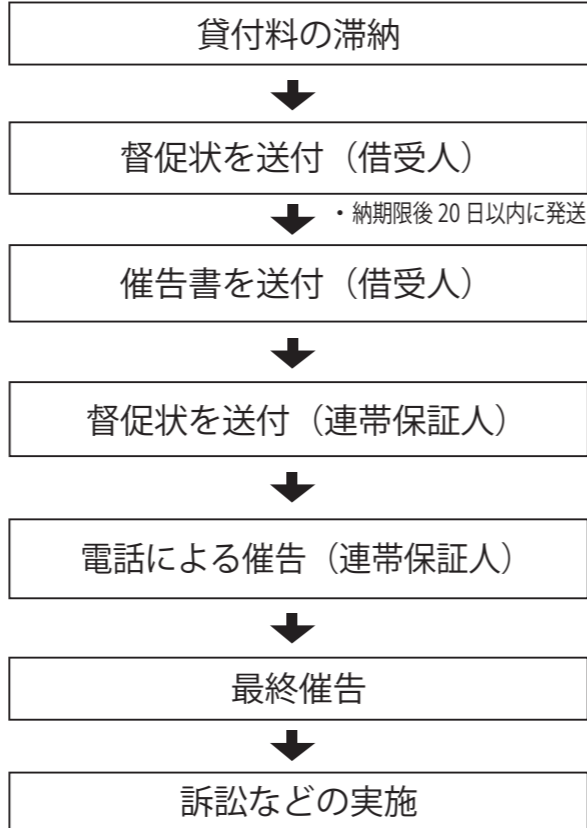 貸付料の滞納
督促状を送付（借受人）
・納期限後 20 日以内に発送
催告書を送付（借受人）
督促状を送付（連帯保証人）
電話による催告（連帯保証人）
最終催告
訴訟などの実施